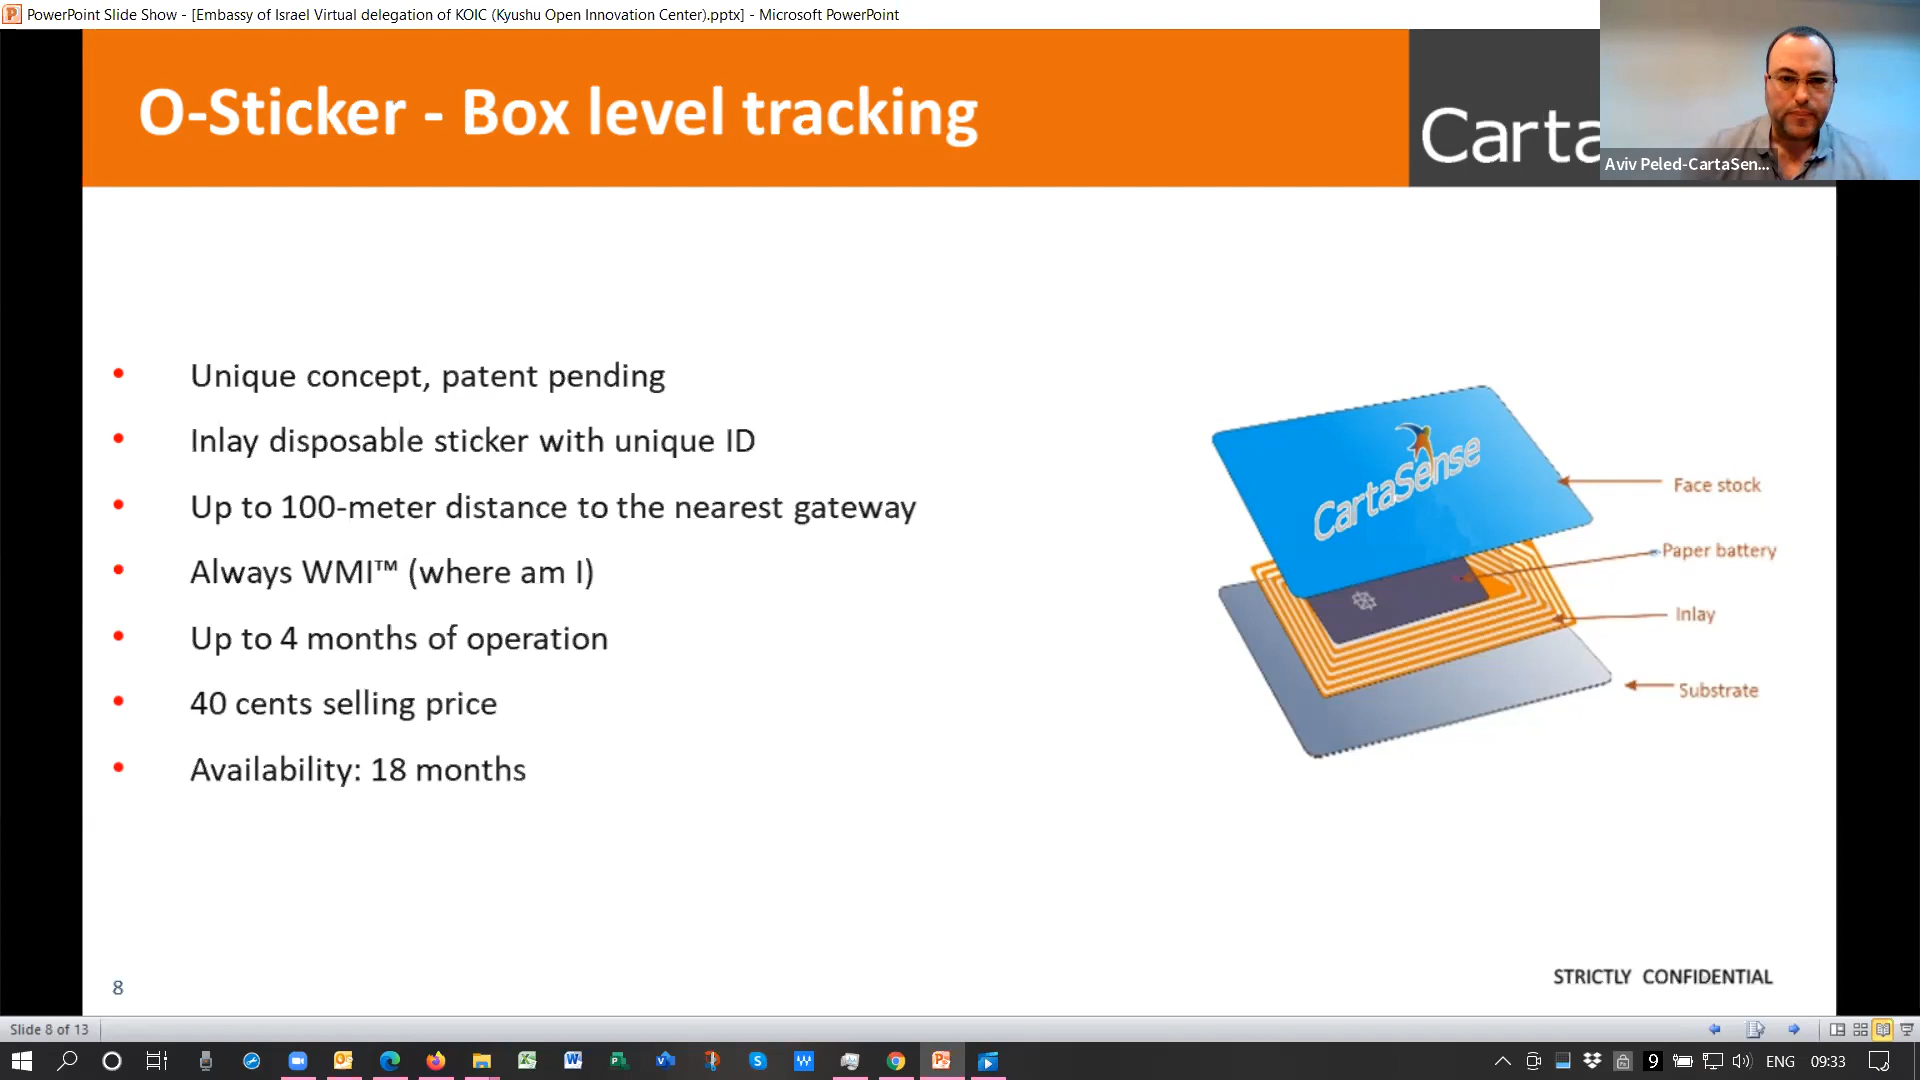 PowerPoint Slide Show - [Embassy of Israel Virtual delegation of KOIC (Kyushu Open Innovation Center).pptx] - Microsoft PowerPoint
O-Sticker - Box level tracking
Carta
Aviv Peled-CartaSen...
• Unique concept, patent pending
• Inlay disposable sticker with unique ID
• Up to 100-meter distance to the nearest gateway
• Always WMI™ (where am I)
• Up to 4 months of operation
• 40 cents selling price
• Availability: 18 months
CartaSense
Face stock
Paper battery
Inlay
Substrate
8
STRICTLY CONFIDENTIAL
Slide 8 of 13
ENG
09:33